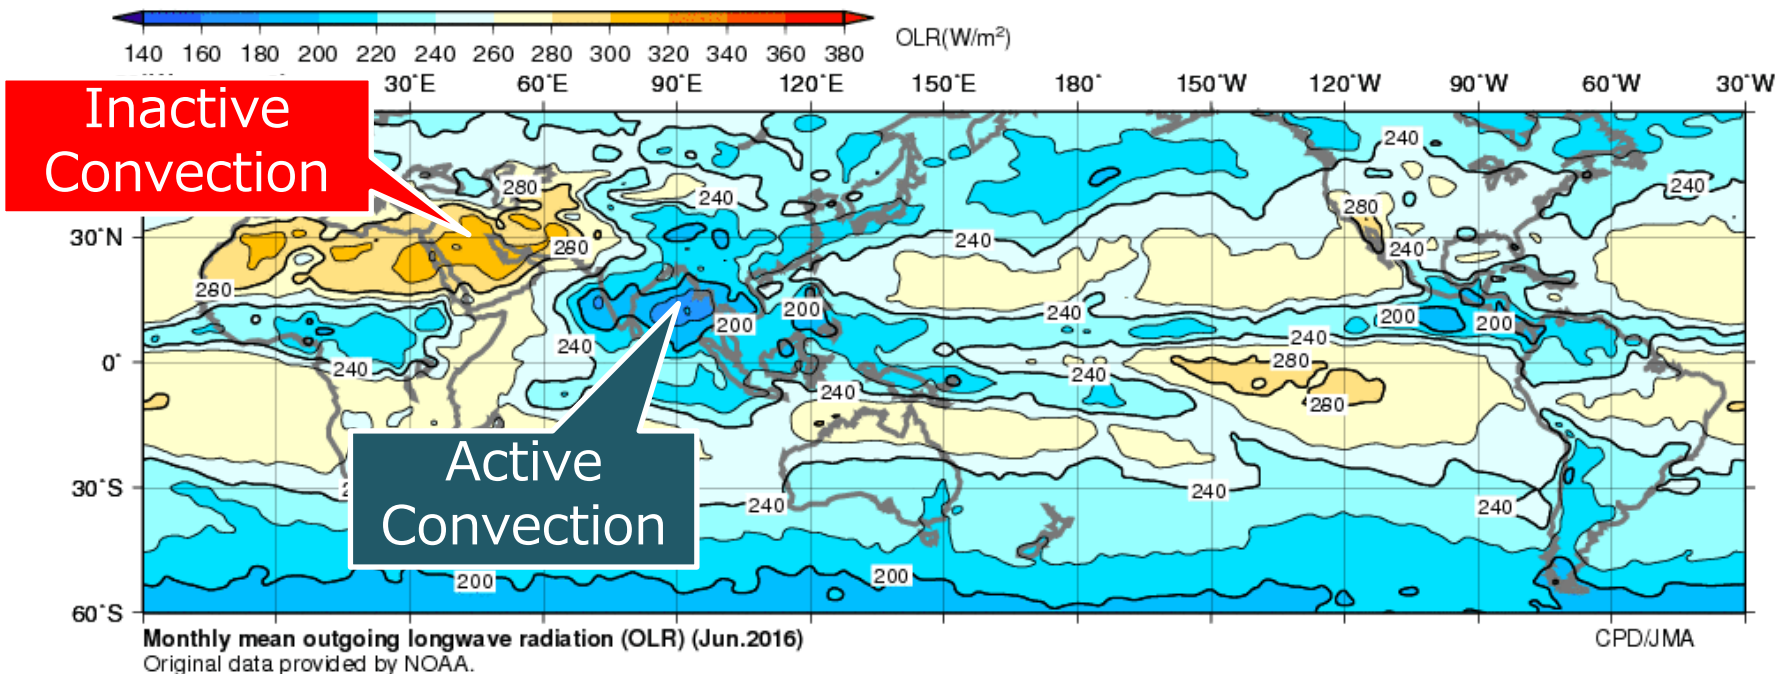 140 160 180 200 220 240 260 280 300 320 340 360 380
OLR(W/m²)
30°E 60°E 90°E 120°E 150°E 180° 150°W 120°W 90°W 60°W 30°W
Inactive
Convection
240
280
240
240
280
30°N
240
280
240
280
240
200
200
200
200
240
240
0°
240
280
240
240
280
Active
Convection
30°S
240
240
240
200
200
60°S
Monthly mean outgoing longwave radiation (OLR) (Jun.2016)
CPD/JMA
Original data provided by NOAA.